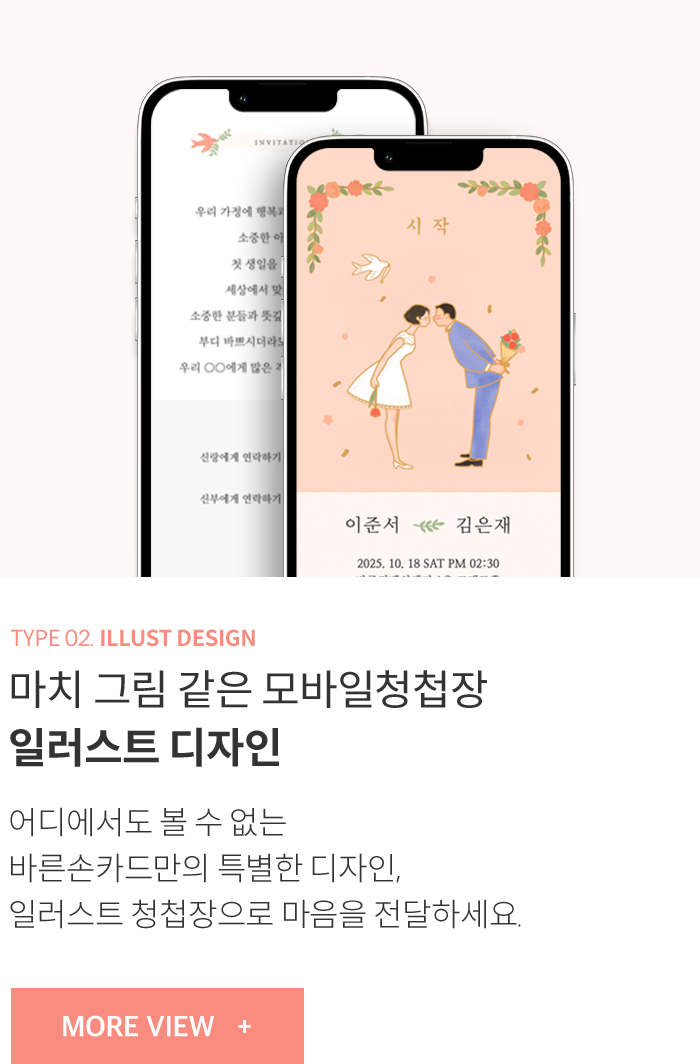 INVITATION
우리 가정에 행복과
소중한 아
첫 생일을
세상에서 맞
소중한 분들과 뜻깊
부디 바쁘시더라도
우리 〇〇에게 많은
신랑에게 연락하기
신부에게 연락하기
시작
이준서 김은재
2025. 10. 18 SAT PM 02:30
TYPE 02. ILLUST DESIGN
마치 그림 같은 모바일청첩장
일러스트 디자인
어디에서도 볼 수 없는
바른손카드만의 특별한 디자인,
일러스트 청첩장으로 마음을 전달하세요.
MORE VIEW +